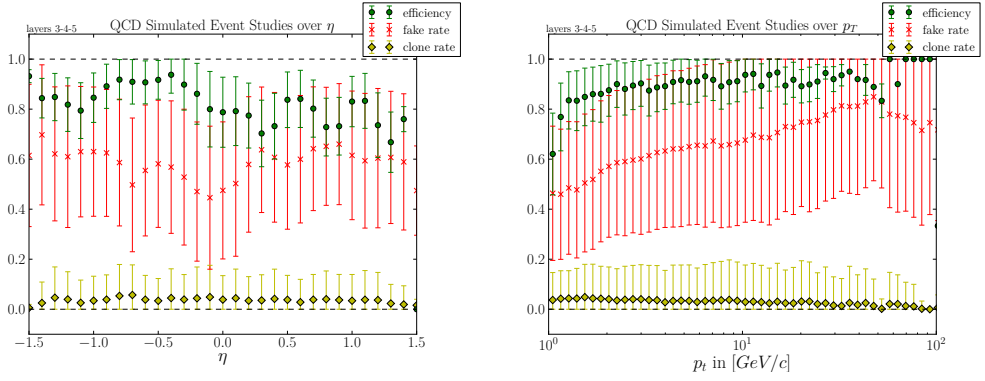 layers 3-4-5
QCD Simulated Event Studies over η
efficiency
fake rate
clone rate
1.0
0.8
0.6
0.4
0.2
0.0
−1.5 −1.0 −0.5 0.0 0.5 1.0 1.5
η
layers 3-4-5
QCD Simulated Event Studies over p_T
efficiency
fake rate
clone rate
1.0
0.8
0.6
0.4
0.2
0.0
10^0 10^1 10^2
p_t in [GeV/c]